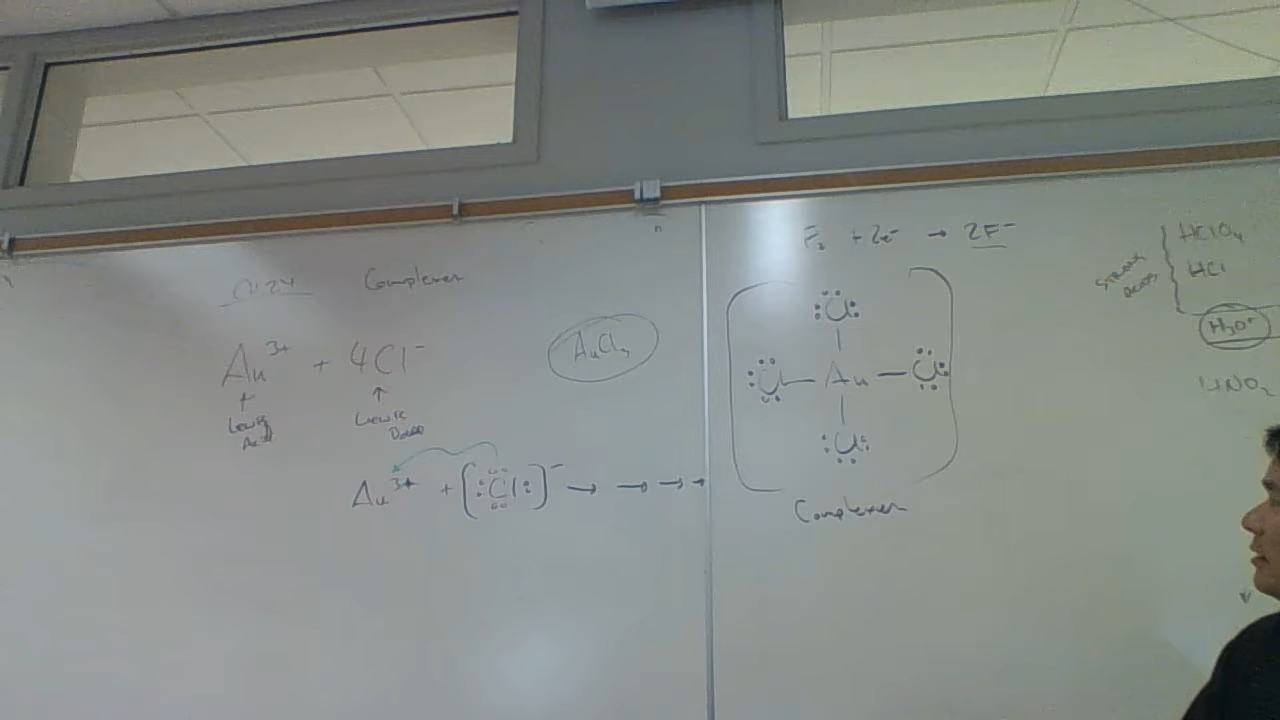 Complexes
Au³⁺ + 4Cl⁻
AuCl₃
Lewis Acid
Lewis Base
Au³⁺ + [:Cl:]⁻ → → → →
F₂ + 2e⁻ → 2F⁻
:Cl:
:Cl — Au — Cl:
:Cl:
Complexes
Strong Acids
HClO₄
HCl
H₃O⁺
HNO₂